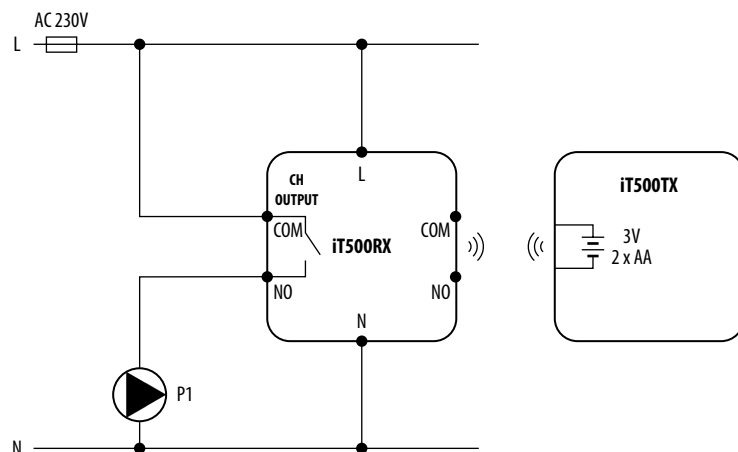 AC 230V
L
L
CH
OUTPUT
iT500TX
COM
iT500RX
COM
3V
2 x AA
NO
NO
N
P1
N